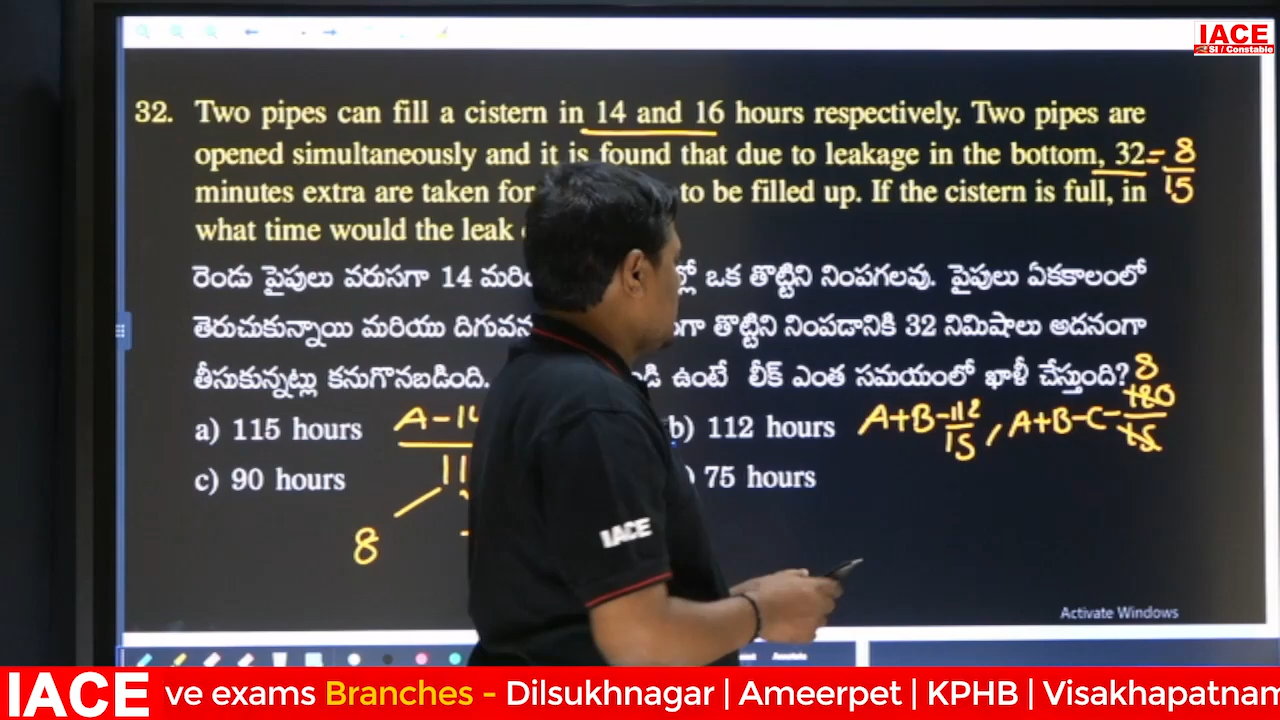 IACE
SI / Constable
32. Two pipes can fill a cistern in 14 and 16 hours respectively. Two pipes are
opened simultaneously and it is found that due to leakage in the bottom, 32 = 8/15
minutes extra are taken for to be filled up. If the cistern is full, in
what time would the leak
రెండు పైపులు వరుసగా 14 ఒక తొట్టిని నింపగలవు. పైపులు ఏకకాలంలో
తెరుచుకున్నాయి మరియు తొట్టిని నింపడానికి 32 నిమిషాలు అదనంగా
తీసుకున్నట్లు కనుగొనబడింది. ఉంటే లీక్ ఎంత సమయంలో ఖాళీ చేస్తుంది?
a) 115 hours b) 112 hours A+B-112/15, A+B-C-
8
c) 90 hours 75 hours
8
IACE
Activate Windows
IACE ve exams Branches - Dilsukhnagar | Ameerpet | KPHB | Visakhapatnam